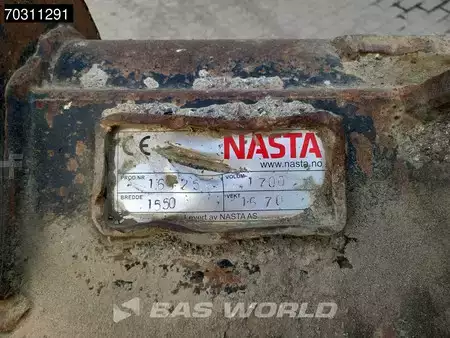 70311291
CE NASTA
www.nasta.no
PROD.NR VOLUM 1700
BREDDE 1550 VEKT 1670
Levert av NASTA AS
BAS WORLD